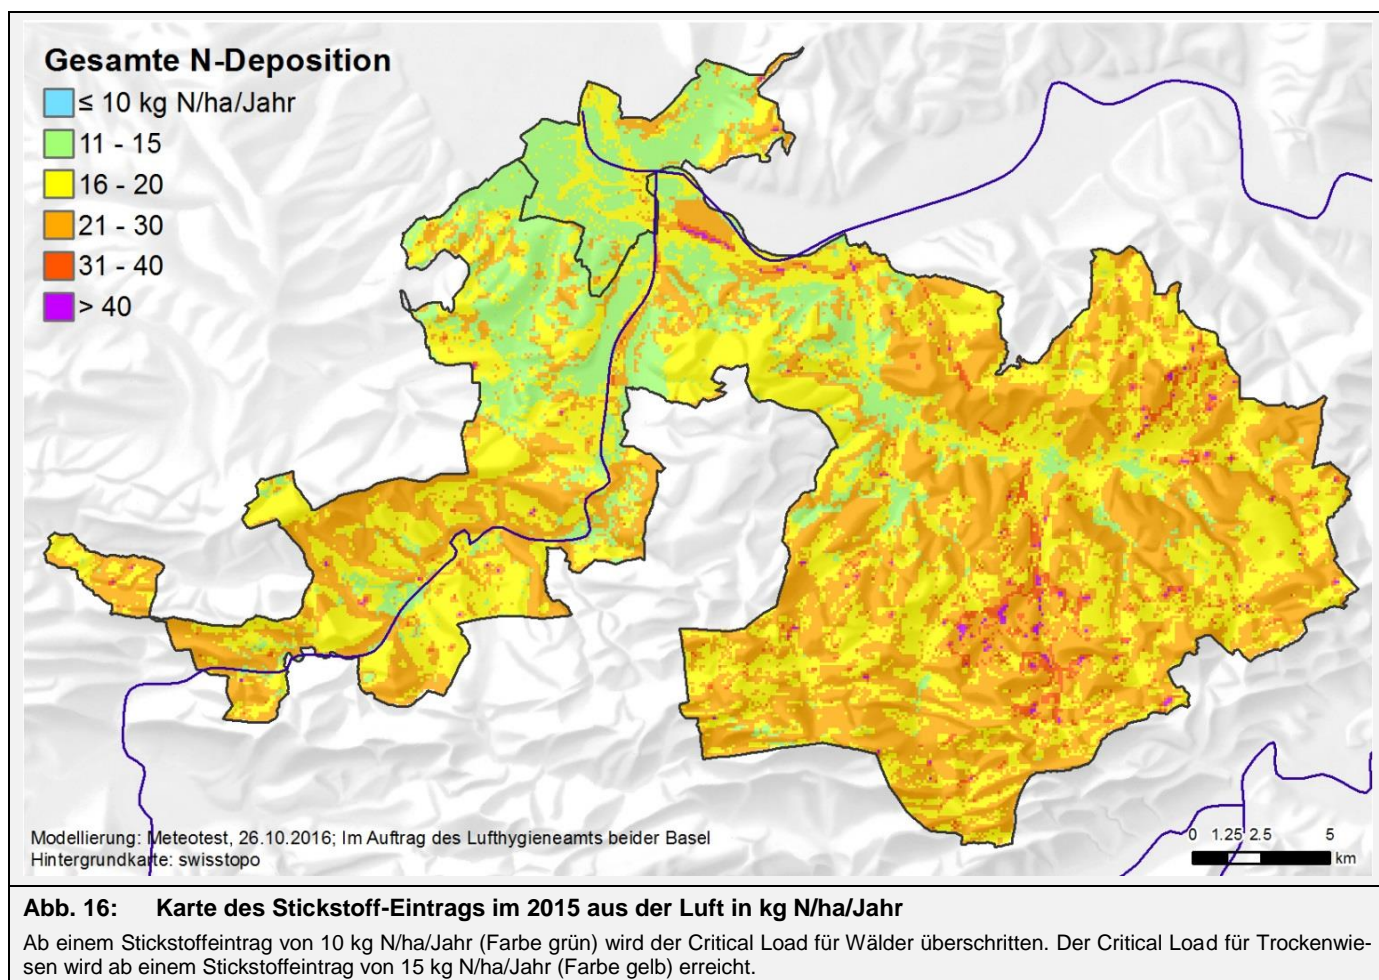 Gesamte N-Deposition
≤ 10 kg N/ha/Jahr
11 - 15
16 - 20
21 - 30
31 - 40
> 40
Modellierung: Meteotest, 26.10.2016; Im Auftrag des Lufthygieneamts beider Basel
Hintergrundkarte: swisstopo
0 1.25 2.5 5
km
Abb. 16: Karte des Stickstoff-Eintrags im 2015 aus der Luft in kg N/ha/Jahr
Ab einem Stickstoffeintrag von 10 kg N/ha/Jahr (Farbe grün) wird der Critical Load für Wälder überschritten. Der Critical Load für Trockenwie-
sen wird ab einem Stickstoffeintrag von 15 kg N/ha/Jahr (Farbe gelb) erreicht.